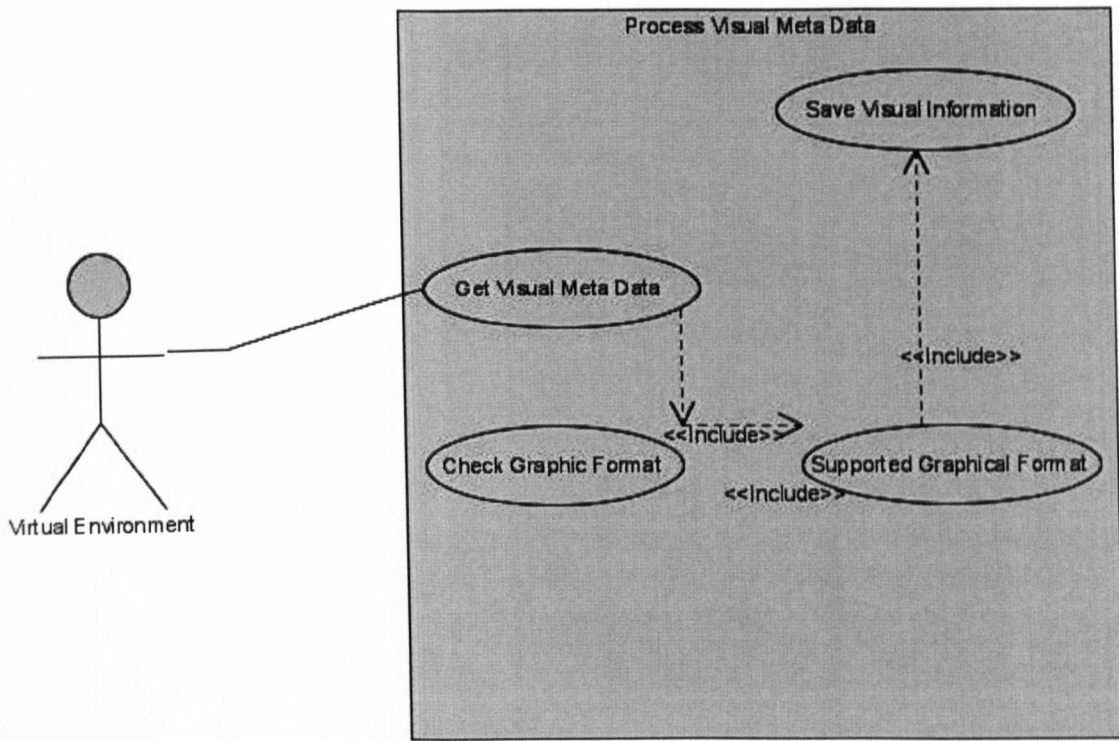 Process Visual Meta Data
Save Visual Information
Get Visual Meta Data
<<Include>>
<<Include>>
Check Graphic Format
Supported Graphical Format
<<Include>>
Virtual Environment